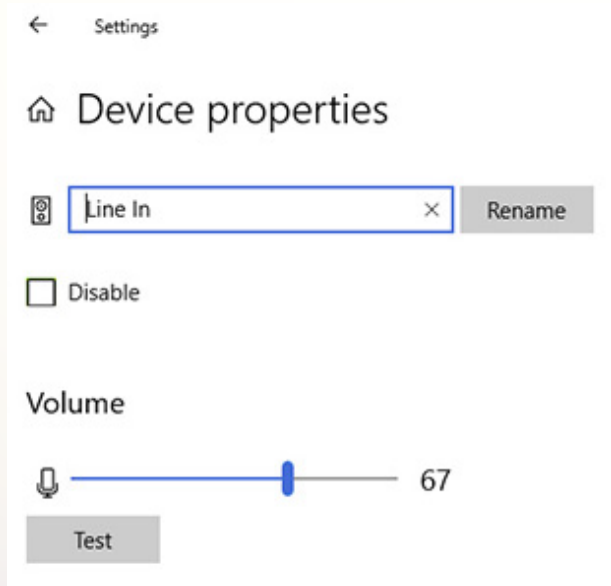 Settings
Device properties
Line In
Rename
Disable
Volume
67
Test